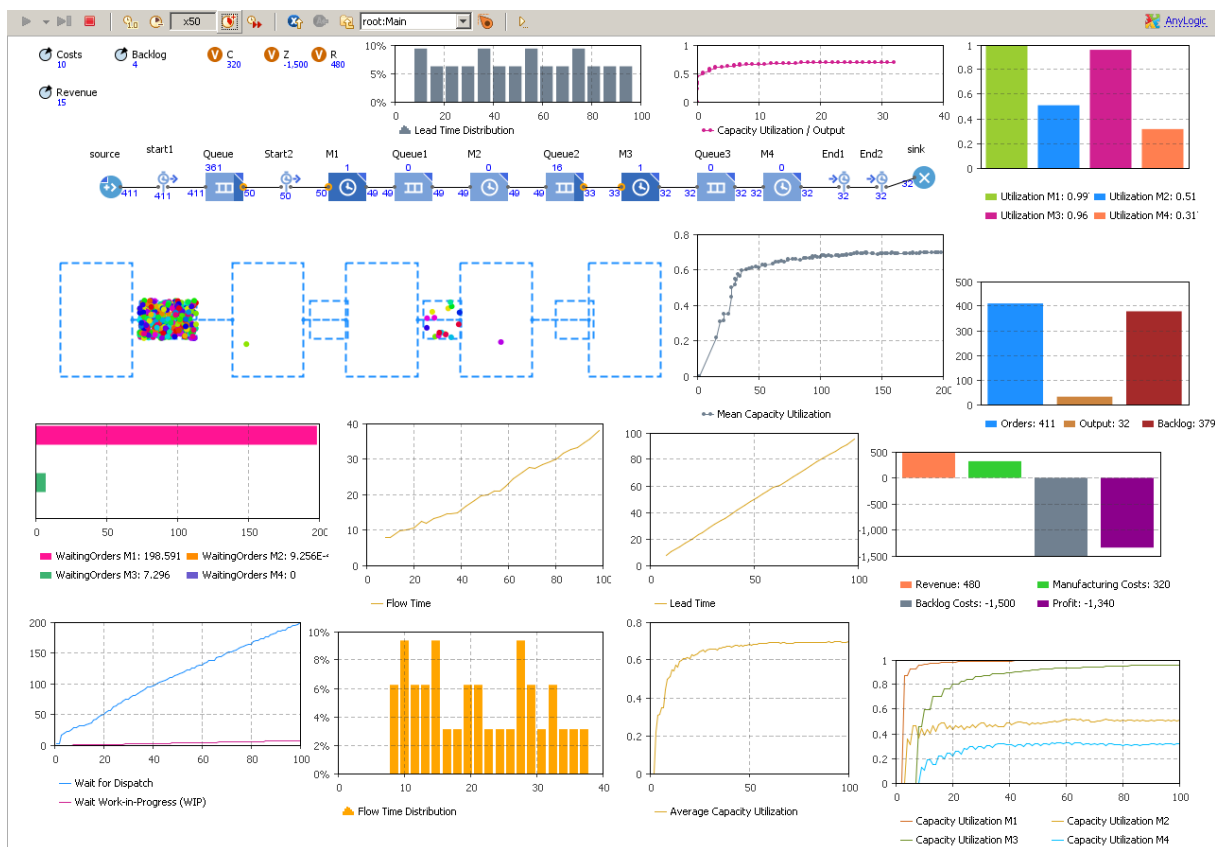 x50 root:Main AnyLogic
Costs Backlog C Z R
10 4 320 -1,500 480
Revenue
15
10%
5%
0%
0 20 40 60 80 100
Lead Time Distribution
1
0.5
0
0 10 20 30 40
Capacity Utilization / Output
1
0.8
0.6
0.4
0.2
0
Utilization M1: 0.99 Utilization M2: 0.51
Utilization M3: 0.96 Utilization M4: 0.31
source start1 Queue Start2 M1 Queue1 M2 Queue2 M3 Queue3 M4 End1 End2 sink
361 1 0 0 16 1 0 0
411 411 411 50 50 50 49 49 49 49 49 33 33 32 32 32 32 32 32 32
0.8
0.6
0.4
0.2
0
0 50 100 150 200
Mean Capacity Utilization
500
400
300
200
100
0
Orders: 411 Output: 32 Backlog: 379
0 50 100 150 200
WaitingOrders M1: 198.591 WaitingOrders M2: 9.256E-
WaitingOrders M3: 7.296 WaitingOrders M4: 0
40
30
20
10
0
0 20 40 60 80 100
Flow Time
100
80
60
40
20
0
0 50 100
Lead Time
500
0
-500
-1,000
-1,500
Revenue: 480 Manufacturing Costs: 320
Backlog Costs: -1,500 Profit: -1,340
200
150
100
50
0
0 20 40 60 80 100
Wait for Dispatch
Wait Work-in-Progress (WIP)
10%
8%
6%
4%
2%
0%
0 10 20 30 40
Flow Time Distribution
0.8
0.6
0.4
0.2
0
0 50 100
Average Capacity Utilization
1
0.8
0.6
0.4
0.2
0
0 20 40 60 80 100
Capacity Utilization M1 Capacity Utilization M2
Capacity Utilization M3 Capacity Utilization M4